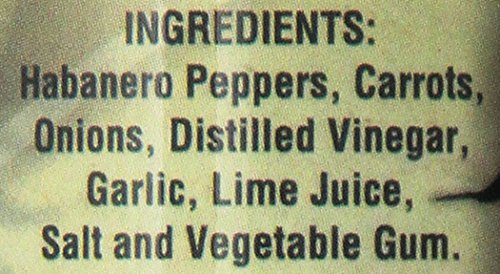 INGREDIENTS:
Habanero Peppers, Carrots,
Onions, Distilled Vinegar,
Garlic, Lime Juice,
Salt and Vegetable Gum.